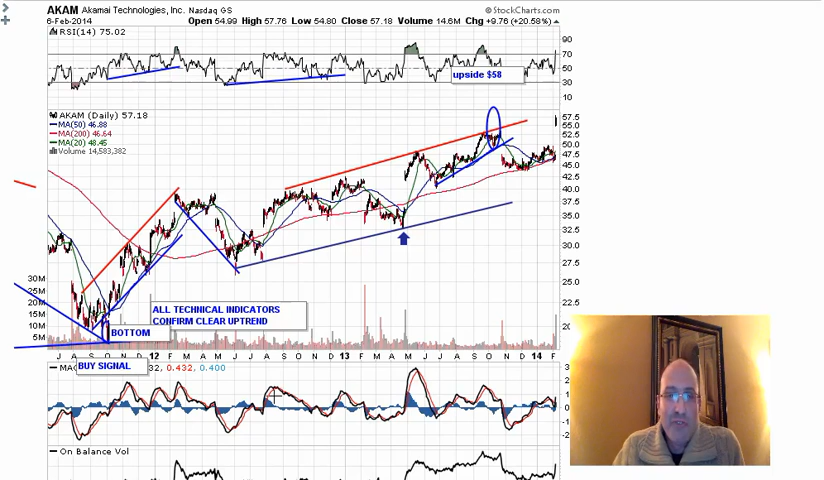 AKAM Akamai Technologies, Inc. Nasdaq GS
© StockCharts.com
6-Feb-2014
Open 54.99 High 57.76 Low 54.80 Close 57.18 Volume 14.6M Chg +9.76 (+20.58%)
RSI(14) 75.02
90
70
50
30
10
upside $58
AKAM (Daily) 57.18
MA(50) 46.88
MA(200) 46.64
MA(20) 48.45
Volume 14,583,382
57.5
55.0
52.5
50.0
47.5
45.0
42.5
40.0
37.5
35.0
32.5
30.0
27.5
25.0
22.5
20
30M
25M
20M
15M
10M
5M
ALL TECHNICAL INDICATORS
CONFIRM CLEAR UPTREND
BOTTOM
J A S O N D 12 F M A M J J A S O N D 13 F M A M J J A S O N D 14 F
BUY SIGNAL
0.432, 0.400
3
2
1
0
-1
-2
On Balance Vol